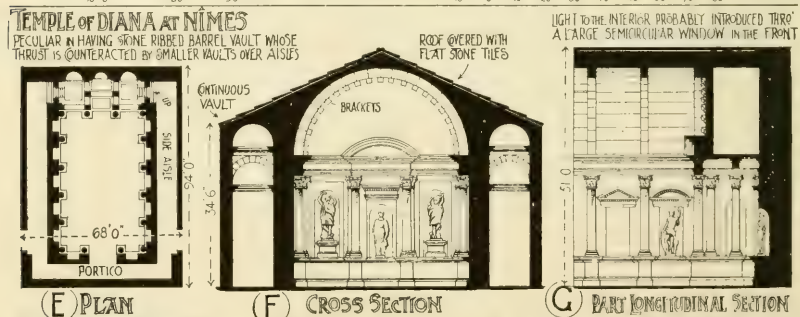 TEMPLE OF DIANA AT NÎMES
PECULIAR IN HAVING STONE RIBBED BARREL VAULT WHOSE
THRUST IS COUNTERACTED BY SMALLER VAULTS OVER AISLES
ROOF COVERED WITH
FLAT STONE TILES
LIGHT TO THE INTERIOR PROBABLY INTRODUCED THRO'
A LARGE SEMICIRCULAR WINDOW IN THE FRONT
UP
SIDE AISLE
94'.0"
68'0"
PORTICO
(E) PLAN
CONTINUOUS
VAULT
BRACKETS
34'.6"
(F) CROSS SECTION
51'.0"
(G) PART LONGITUDINAL SECTION